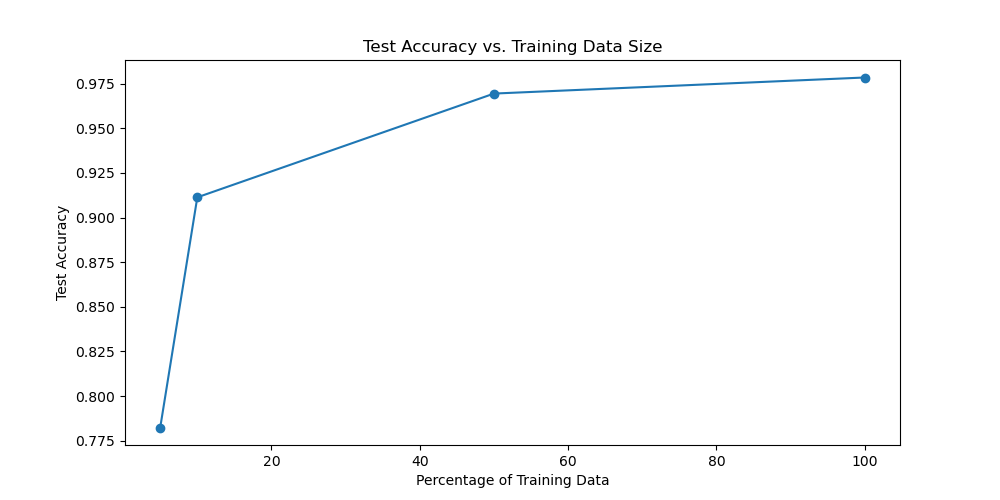 Test Accuracy vs. Training Data Size
0.975
0.950
0.925
0.900
0.875
0.850
0.825
0.800
0.775
Test Accuracy
20 40 60 80 100
Percentage of Training Data